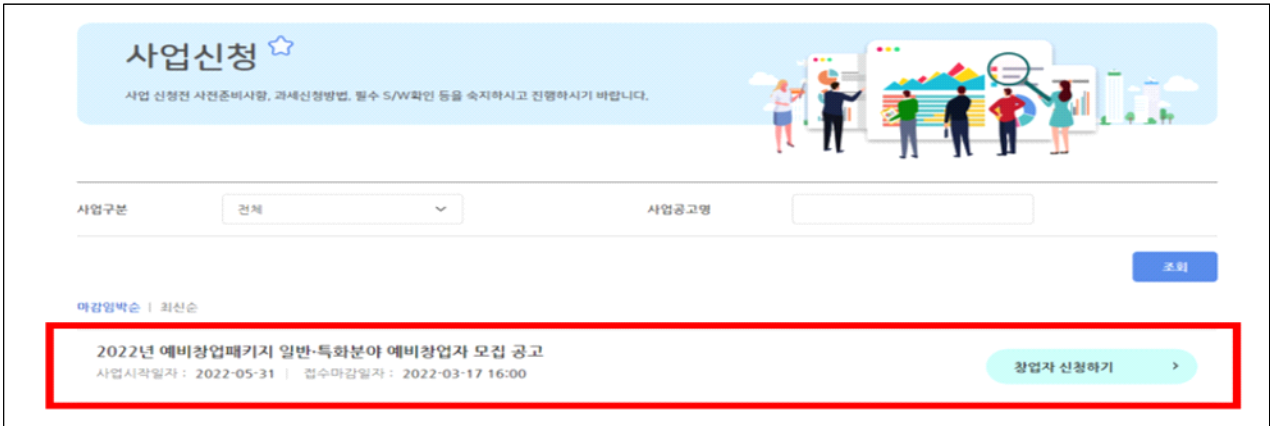 사업신청
사업 신청전 사전준비사항, 과세신청방법, 필수 S/W확인 등을 숙지하시고 진행하시기 바랍니다.
사업구분 전체 사업공고명
조회
마감임박순 | 최신순
2022년 예비창업패키지 일반·특화분야 예비창업자 모집 공고
사업시작일자 : 2022-05-31 | 접수마감일자 : 2022-03-17 16:00
창업자 신청하기 >